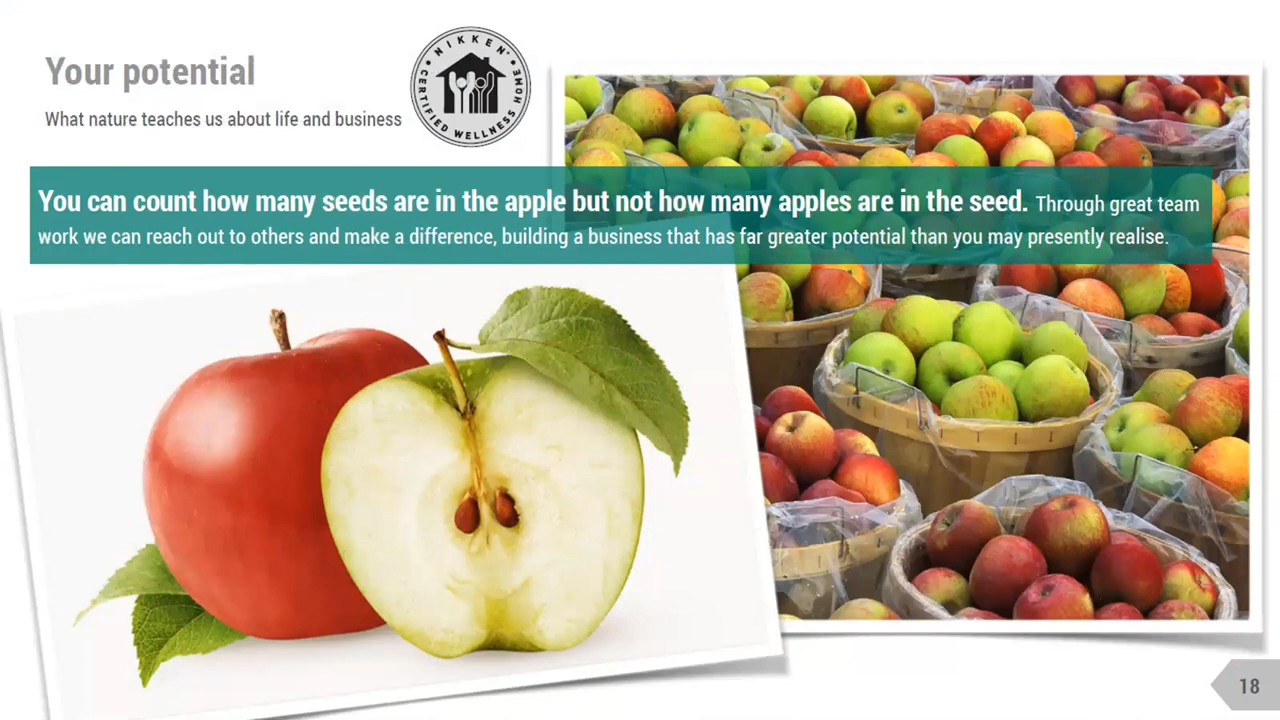 Your potential
What nature teaches us about life and business
NIKKEN®
CERTIFIED WELLNESS HOME
You can count how many seeds are in the apple but not how many apples are in the seed. Through great team
work we can reach out to others and make a difference, building a business that has far greater potential than you may presently realise.
18